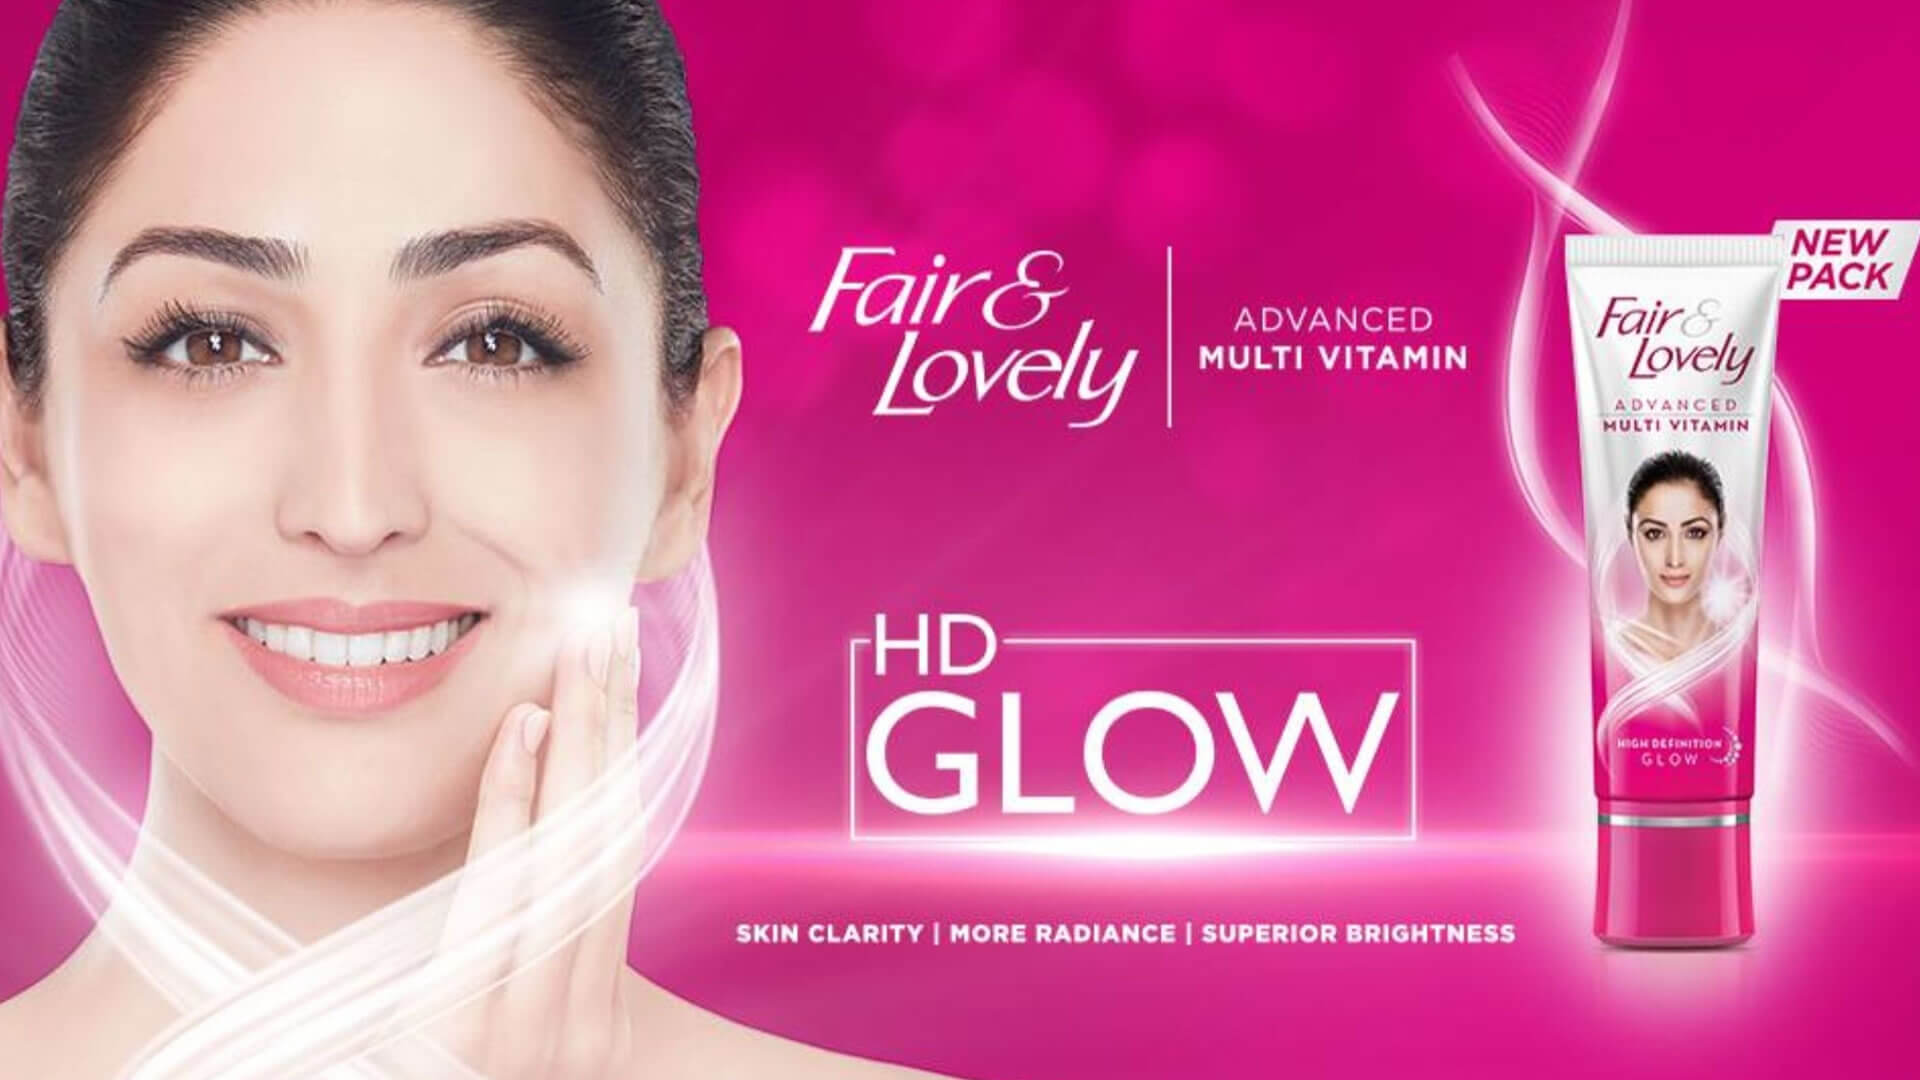 Fair &
Lovely
ADVANCED
MULTI VITAMIN
HD
GLOW
SKIN CLARITY | MORE RADIANCE | SUPERIOR BRIGHTNESS
NEW
PACK
Fair &
Lovely
ADVANCED
MULTI VITAMIN
HIGH DEFINITION
GLOW